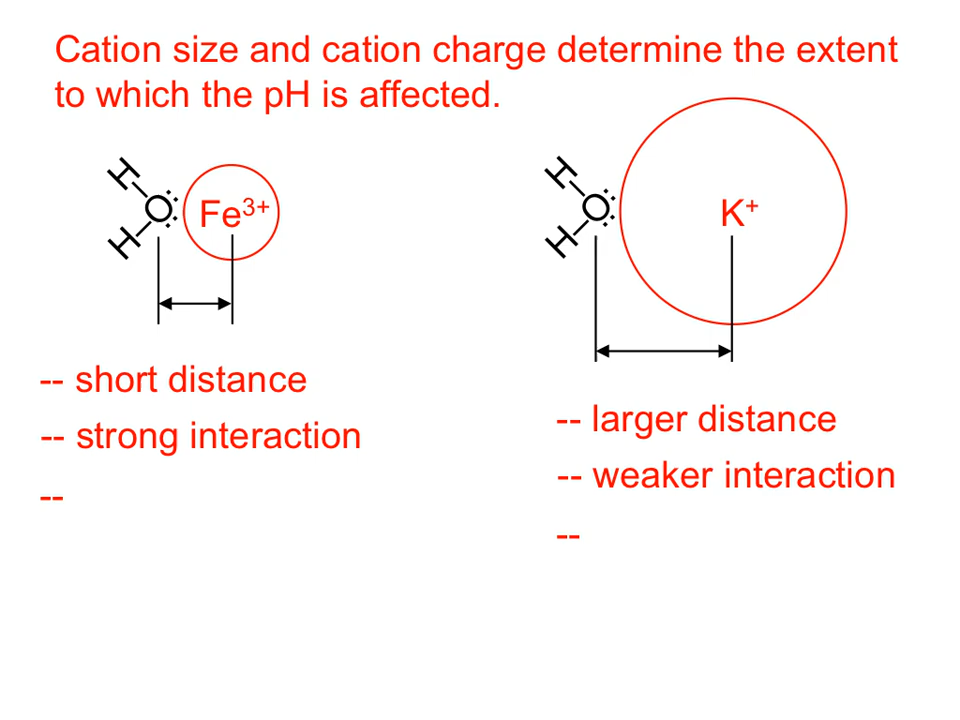 Cation size and cation charge determine the extent
to which the pH is affected.
H
O
H
Fe³⁺
H
O
H
K⁺
-- short distance
-- strong interaction
--
-- larger distance
-- weaker interaction
--